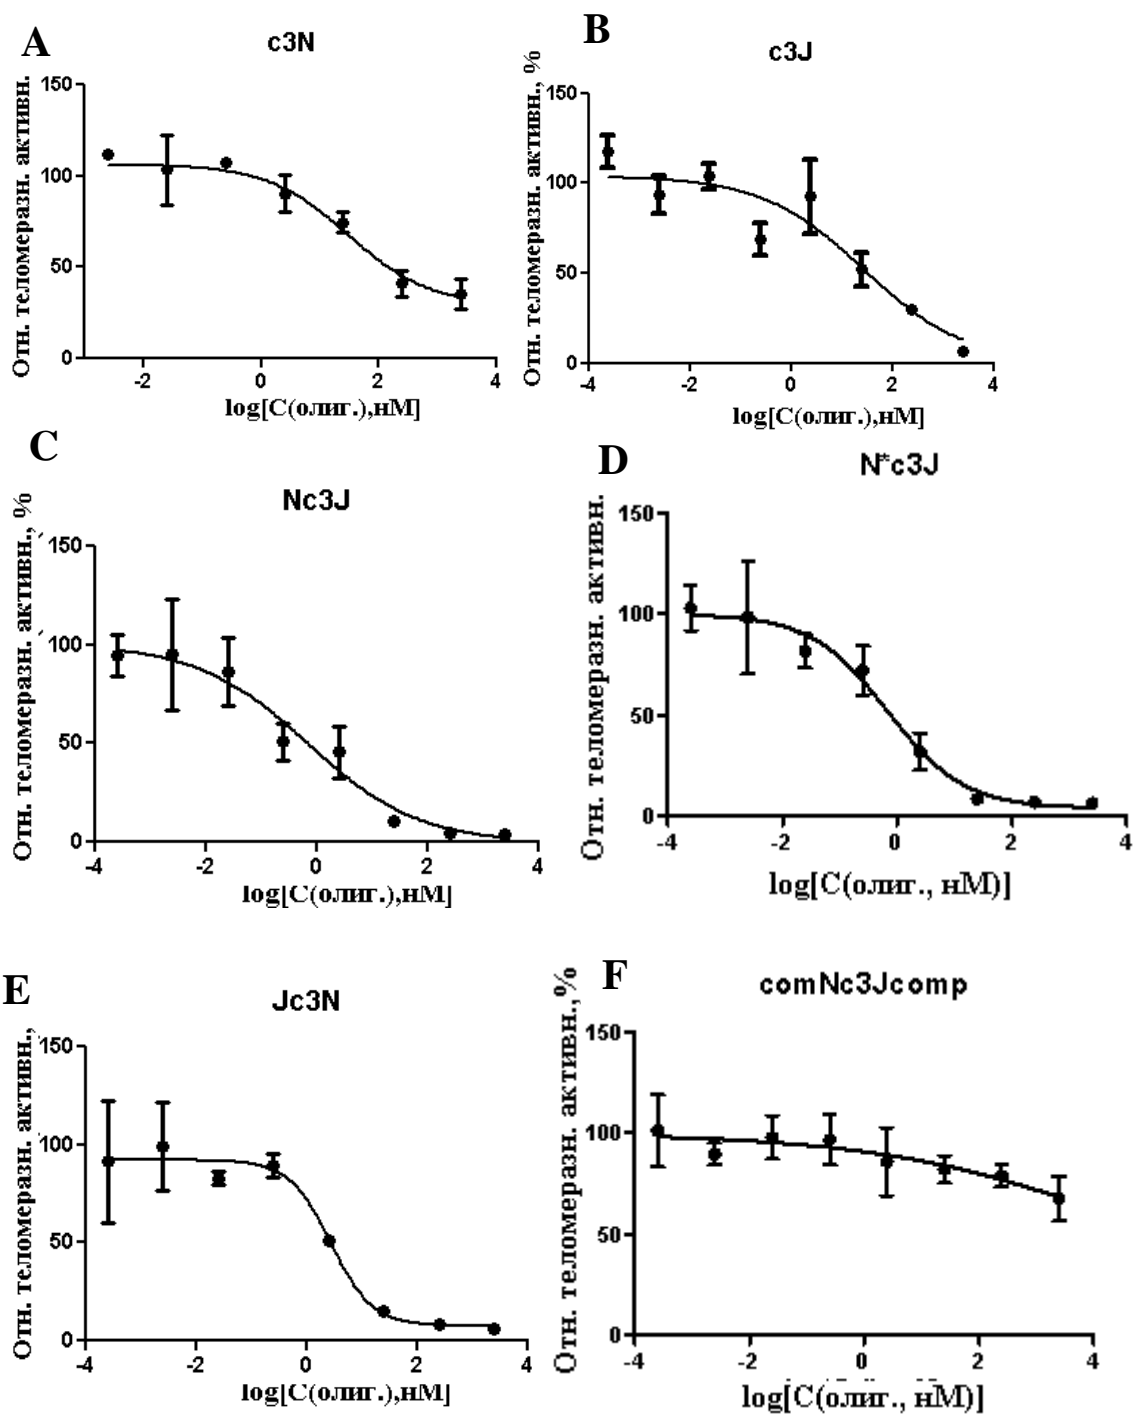 A
c3N
Отн. теломеразн. активн.
150
100
50
0
-2
0
2
4
log[С(олиг.),нМ]
B
c3J
Отн. теломеразн. активн., %
150
100
50
0
-4
-2
0
2
4
log[С(олиг.),нМ]
C
Nc3J
Отн. теломеразн. активн., %
150
100
50
0
-4
-2
0
2
4
log[С(олиг.),нМ]
D
N*c3J
Отн. теломеразн. активн.
150
100
50
0
-4
-2
0
2
4
log[С(олиг., нМ)]
E
Jc3N
Отн. теломеразн. активн.,
150
100
50
0
-4
-2
0
2
4
log[С(олиг.),нМ]
F
comNc3Jcomp
Отн. теломеразн. активн.,%
150
100
50
0
-4
-2
0
2
4
log[С(олиг., нМ)]